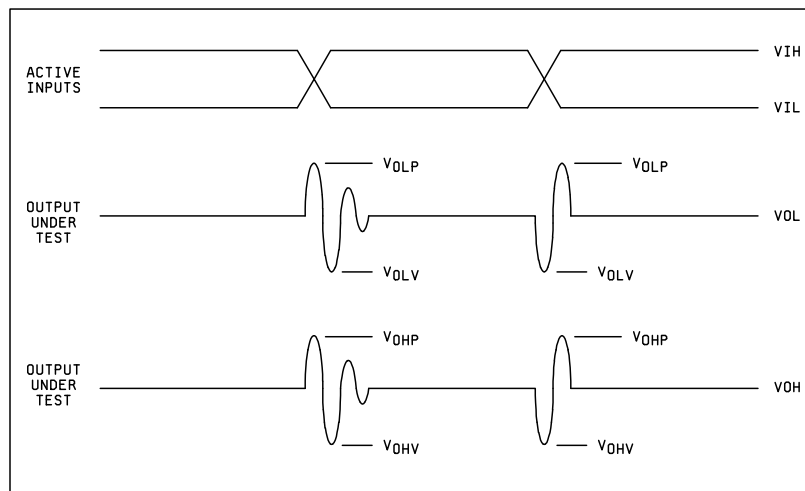 VIH
ACTIVE
INPUTS
VIL
VOLP
VOLP
OUTPUT
UNDER
TEST
VOL
VOLV
VOLV
VOHP
VOHP
OUTPUT
UNDER
TEST
VOH
VOHV
VOHV